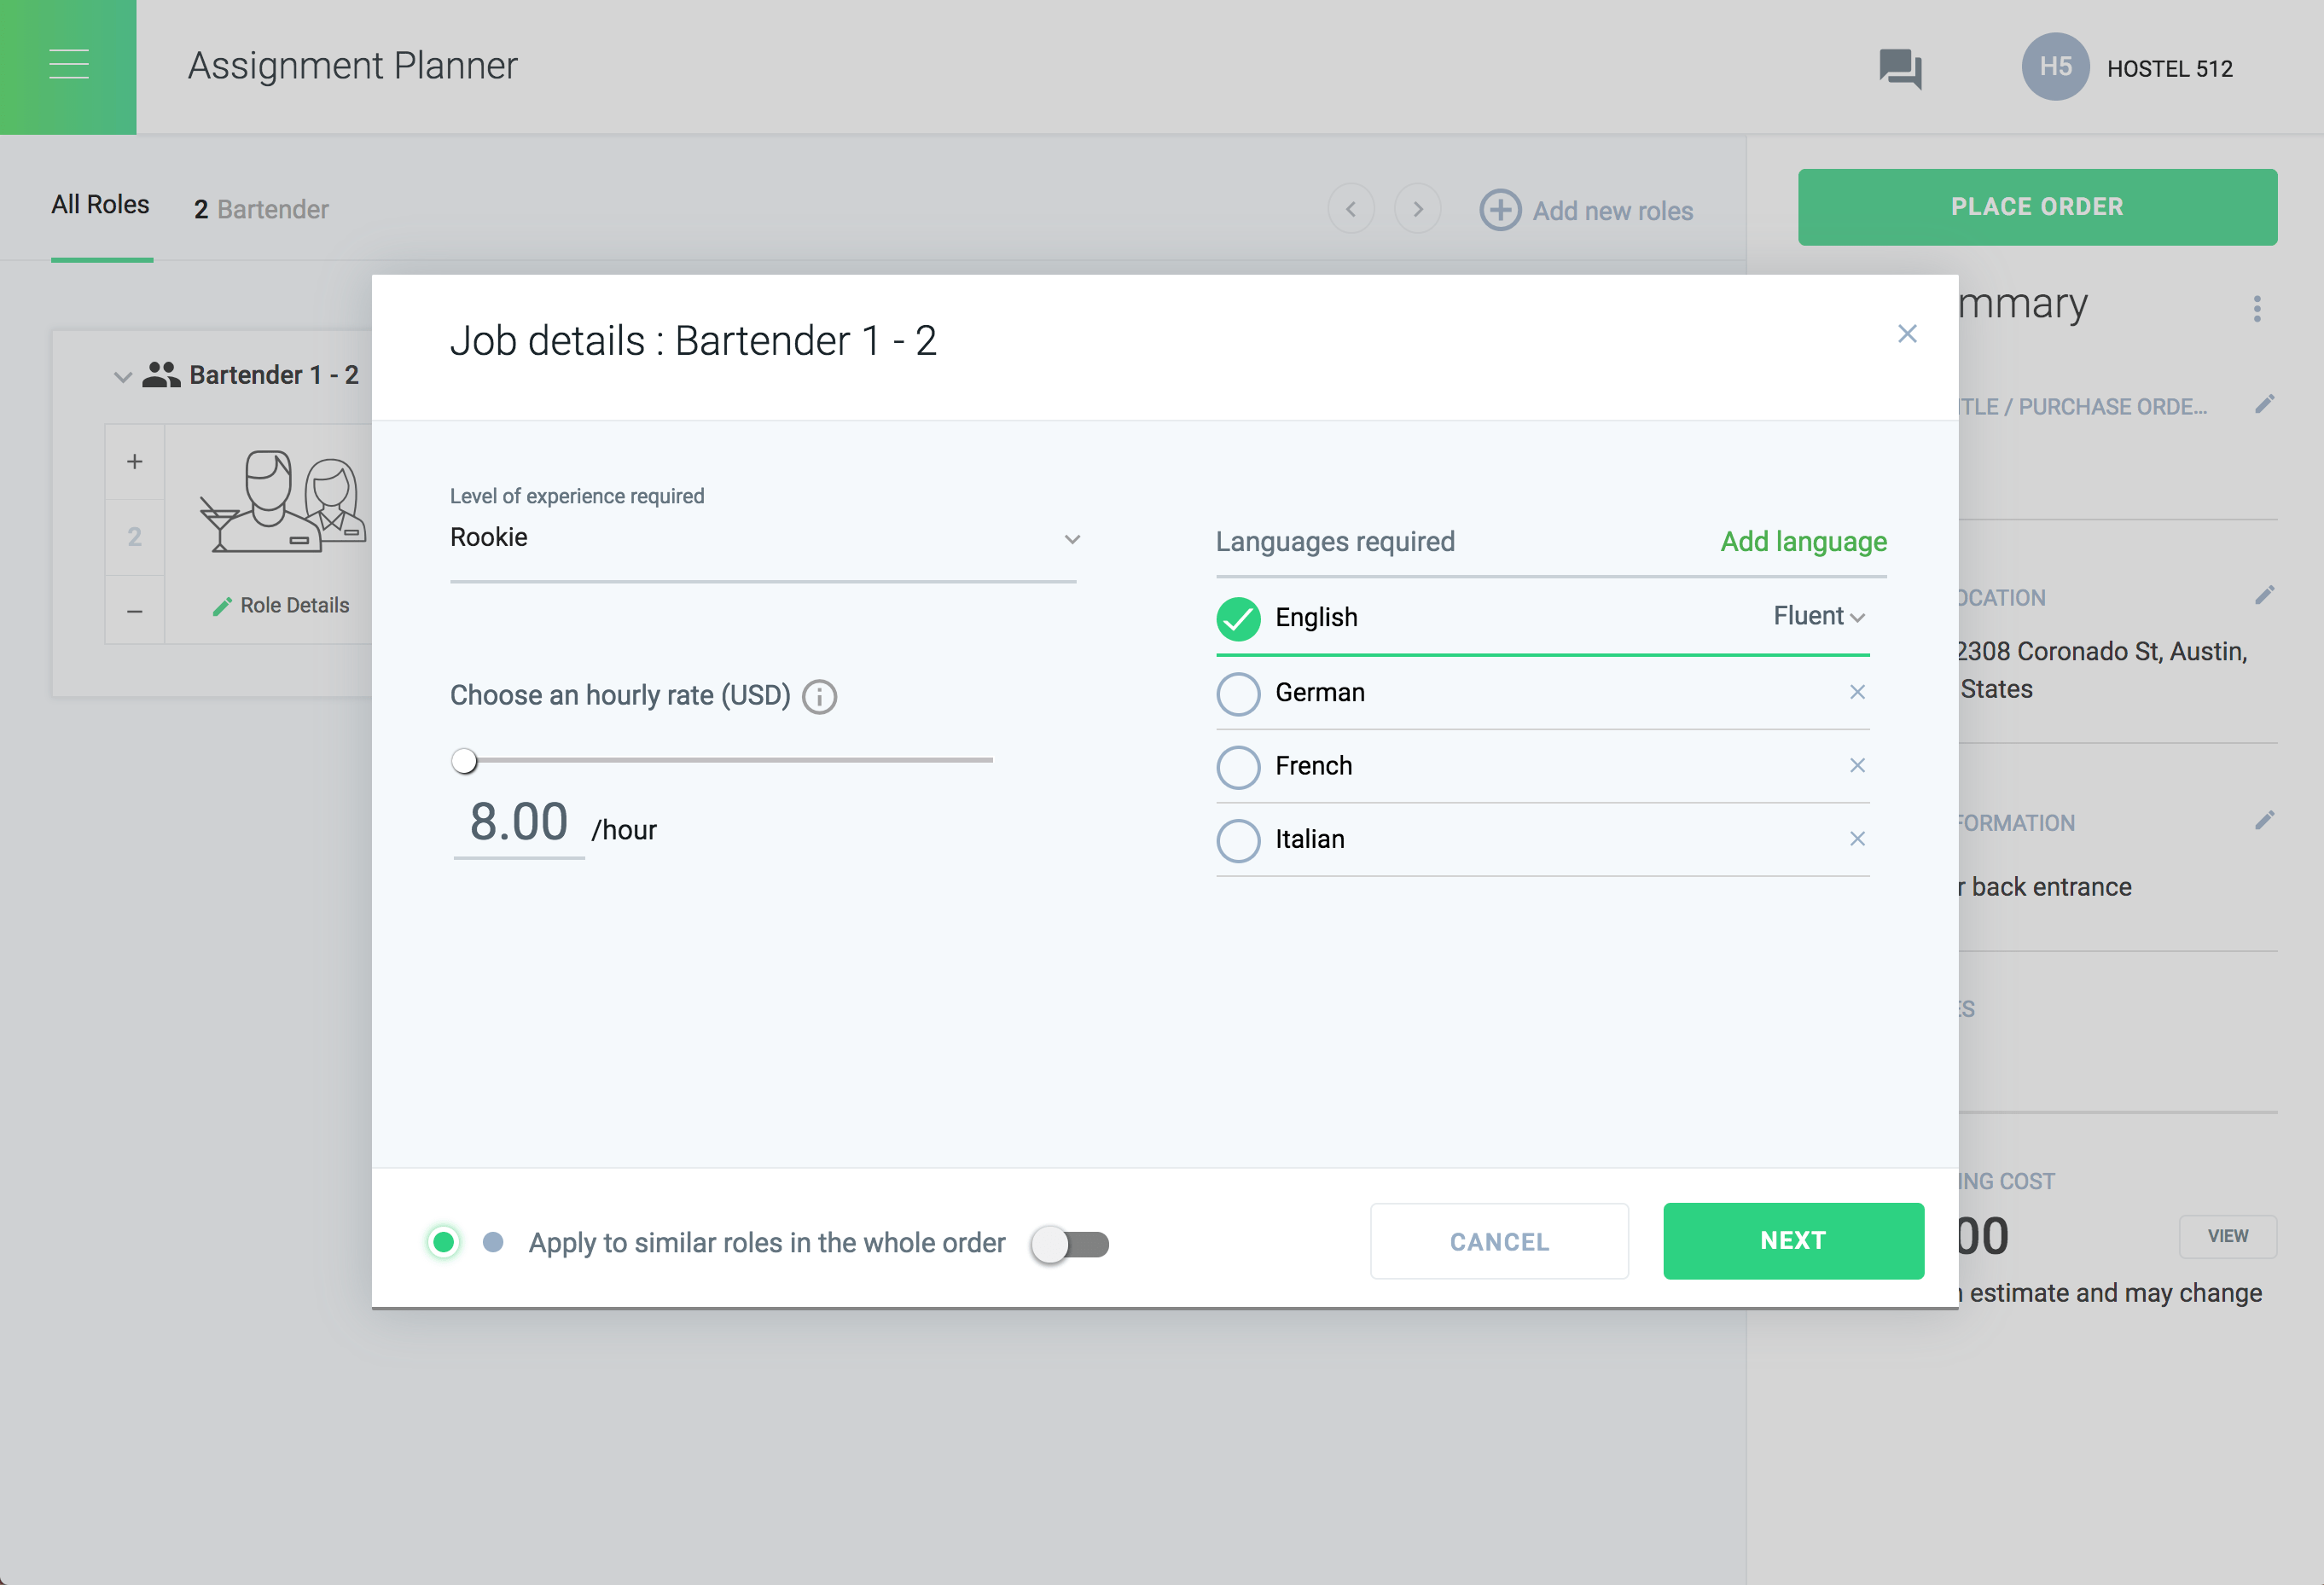 Assignment Planner
H5 HOSTEL 512
All Roles
2 Bartender
Add new roles
PLACE ORDER
mmary
Job details : Bartender 1 - 2
Bartender 1 - 2
+
2
–
Role Details
Level of experience required
Rookie
Choose an hourly rate (USD)
8.00 /hour
Languages required
Add language
English
Fluent
German
French
Italian
Apply to similar roles in the whole order
CANCEL
NEXT
TLE / PURCHASE ORDE...
OCATION
2308 Coronado St, Austin,
States
FORMATION
r back entrance
ES
ING COST
00
VIEW
estimate and may change